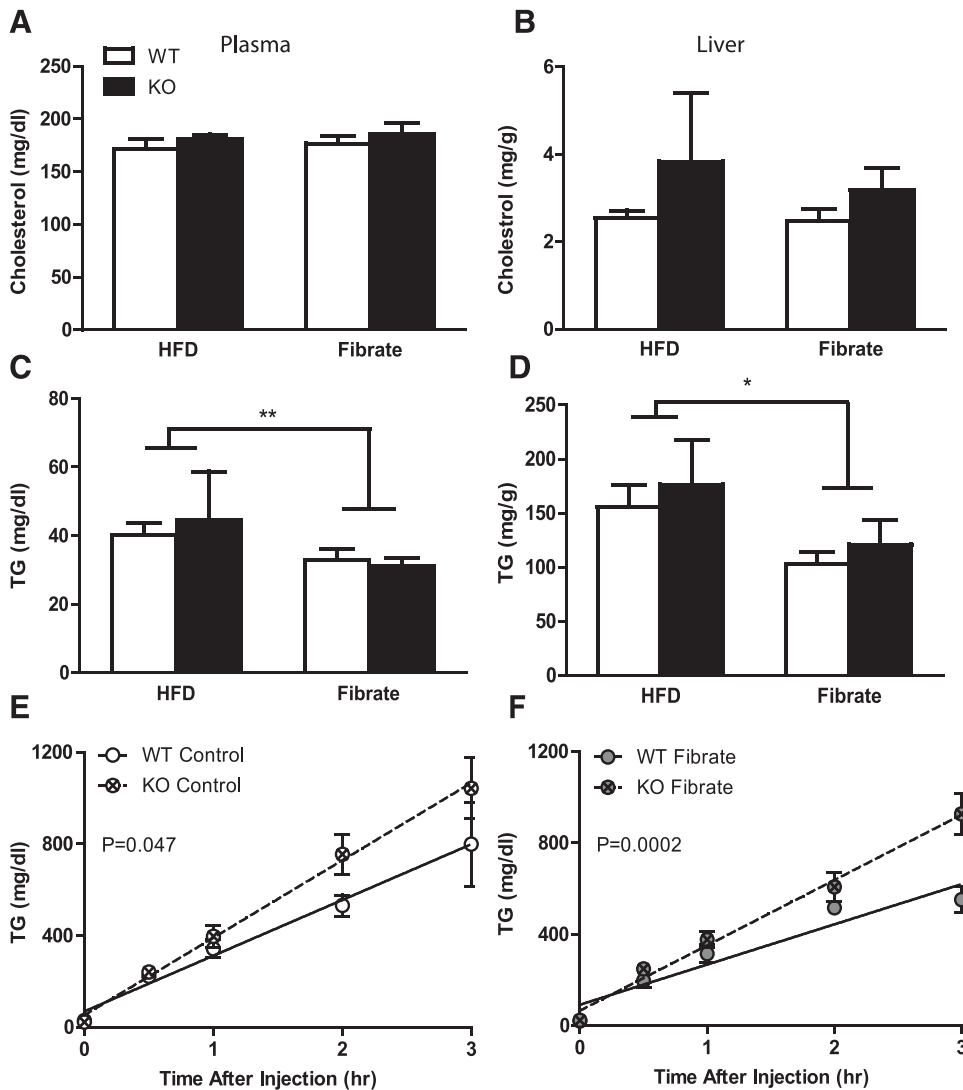 A
Plasma
WT
KO
Cholesterol (mg/dl)
250
200
150
100
50
0
HFD
Fibrate
B
Liver
Cholestrol (mg/g)
6
4
2
0
HFD
Fibrate
C
TG (mg/dl)
80
60
40
20
0
**
HFD
Fibrate
D
TG (mg/g)
250
200
150
100
50
0
*
HFD
Fibrate
E
TG (mg/dl)
1200
800
400
0
WT Control
KO Control
P=0.047
0 1 2 3
Time After Injection (hr)
F
TG (mg/dl)
1200
800
400
0
WT Fibrate
KO Fibrate
P=0.0002
0 1 2 3
Time After Injection (hr)